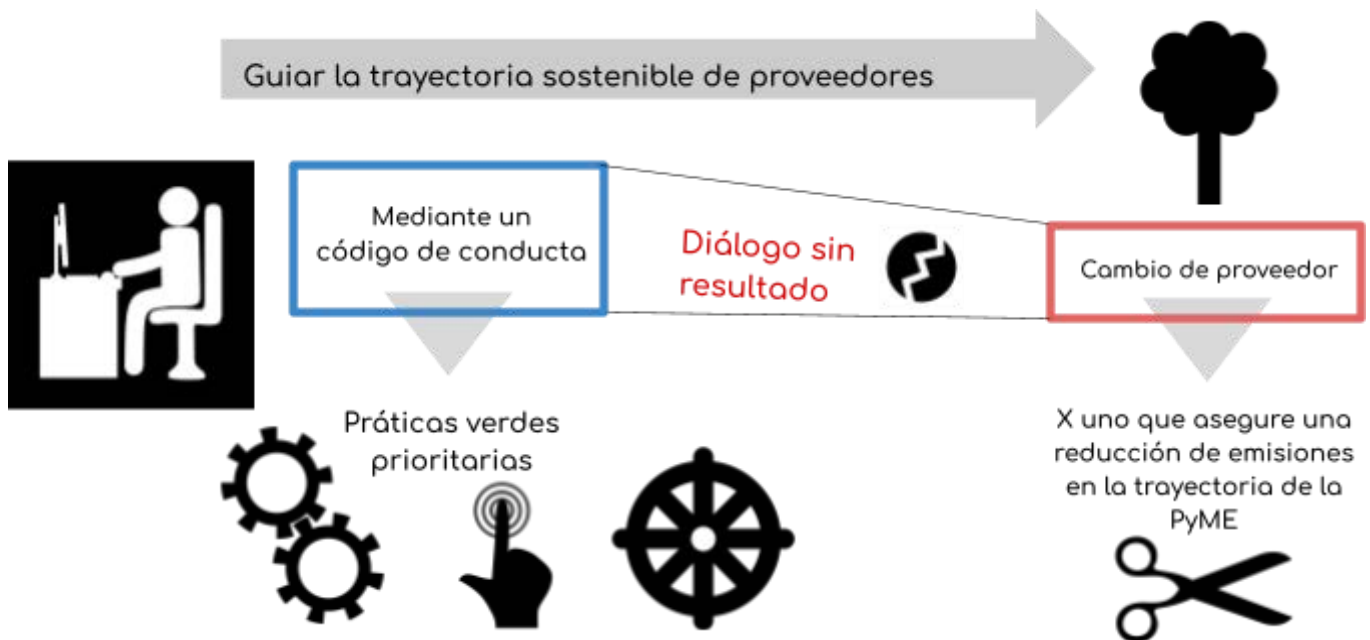 Guiar la trayectoria sostenible de proveedores
Mediante un
código de conducta
Diálogo sin
resultado
Cambio de proveedor
Práticas verdes
prioritarias
X uno que asegure una
reducción de emisiones
en la trayectoria de la
PyME